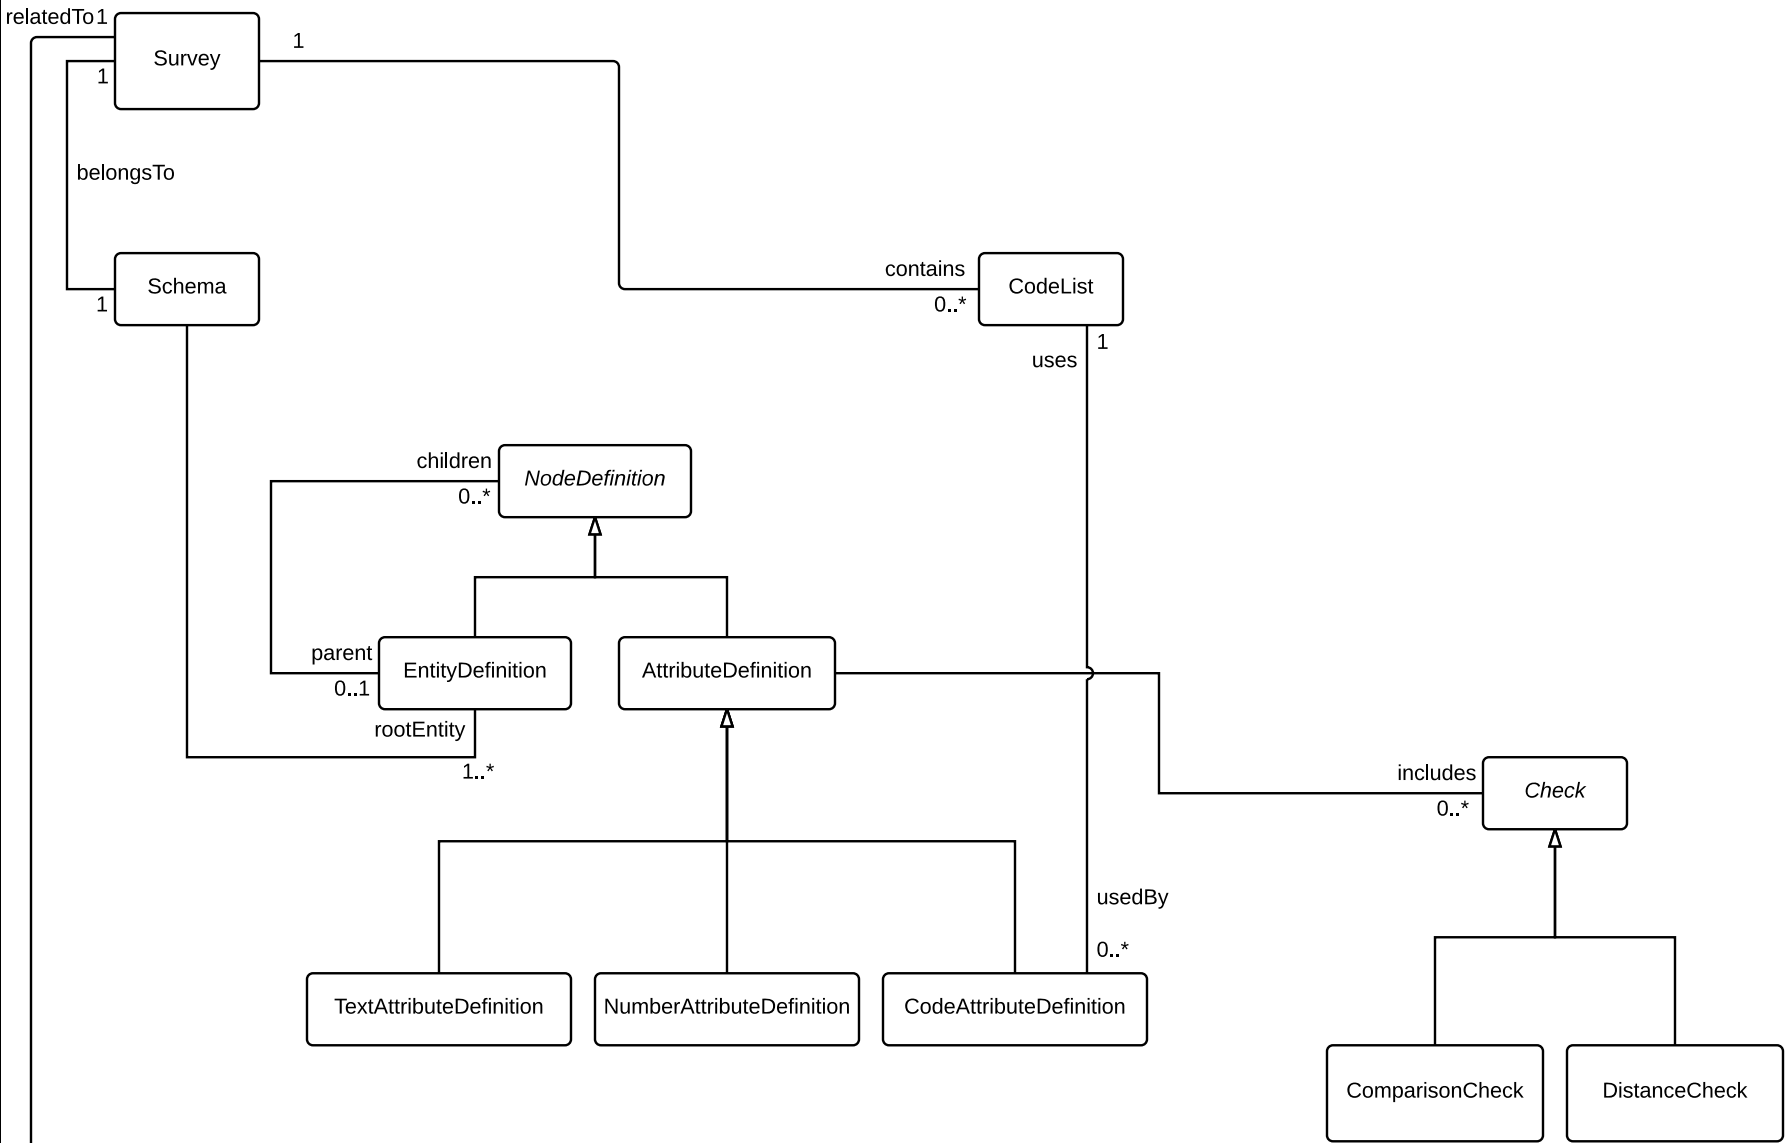 relatedTo 1
Survey
1
1
belongsTo
Schema
1
contains
0..*
CodeList
1
uses
children
0..*
NodeDefinition
parent
0..1
EntityDefinition
AttributeDefinition
rootEntity
1..*
includes
0..*
Check
usedBy
0..*
TextAttributeDefinition
NumberAttributeDefinition
CodeAttributeDefinition
ComparisonCheck
DistanceCheck